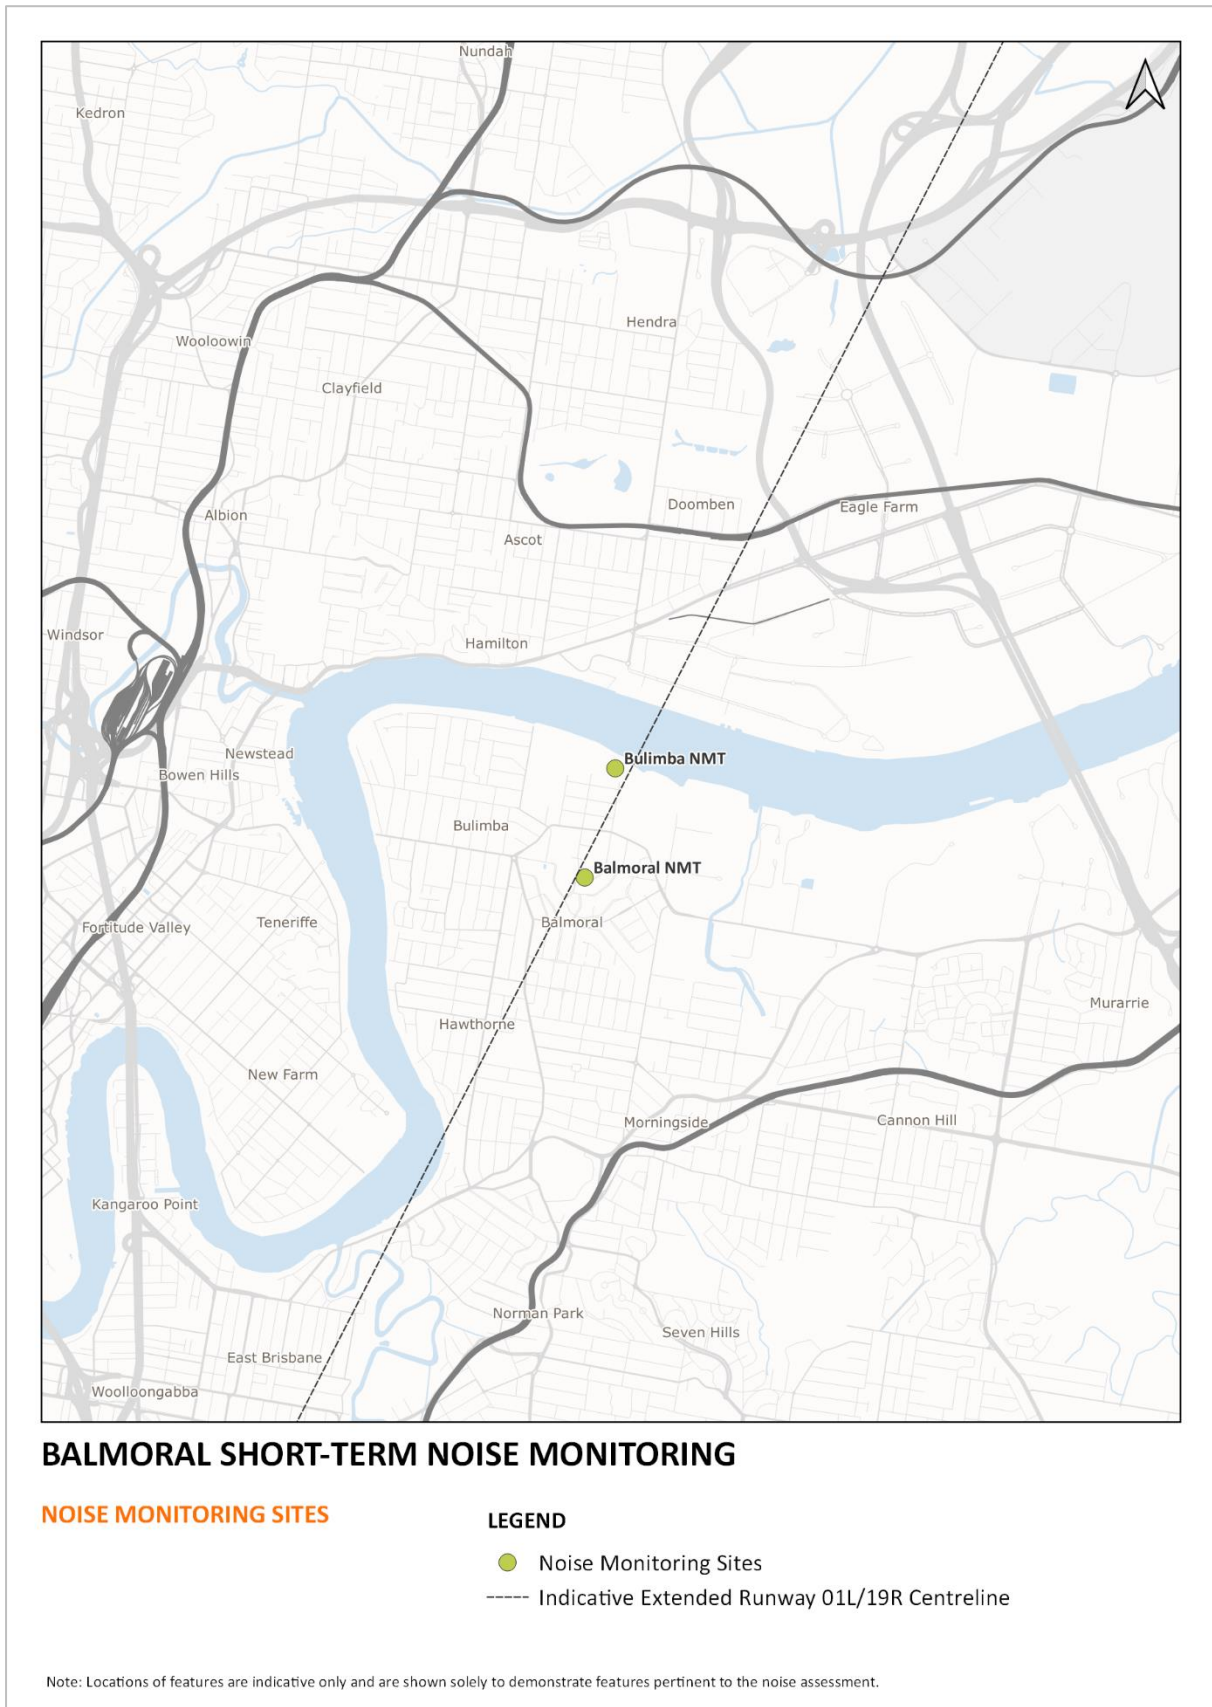 Nundah
Kedron
Hendra
Wooloowin
Clayfield
Doomben
Eagle Farm
Albion
Ascot
Windsor
Hamilton
Newstead
Bulimba NMT
Bowen Hills
Bulimba
Balmoral NMT
Fortitude Valley
Teneriffe
Balmoral
Murarrie
Hawthorne
New Farm
Morningside
Cannon Hill
Kangaroo Point
Norman Park
Seven Hills
East Brisbane
Woolloongabba
BALMORAL SHORT-TERM NOISE MONITORING
NOISE MONITORING SITES
LEGEND
Noise Monitoring Sites
Indicative Extended Runway 01L/19R Centreline
Note: Locations of features are indicative only and are shown solely to demonstrate features pertinent to the noise assessment.